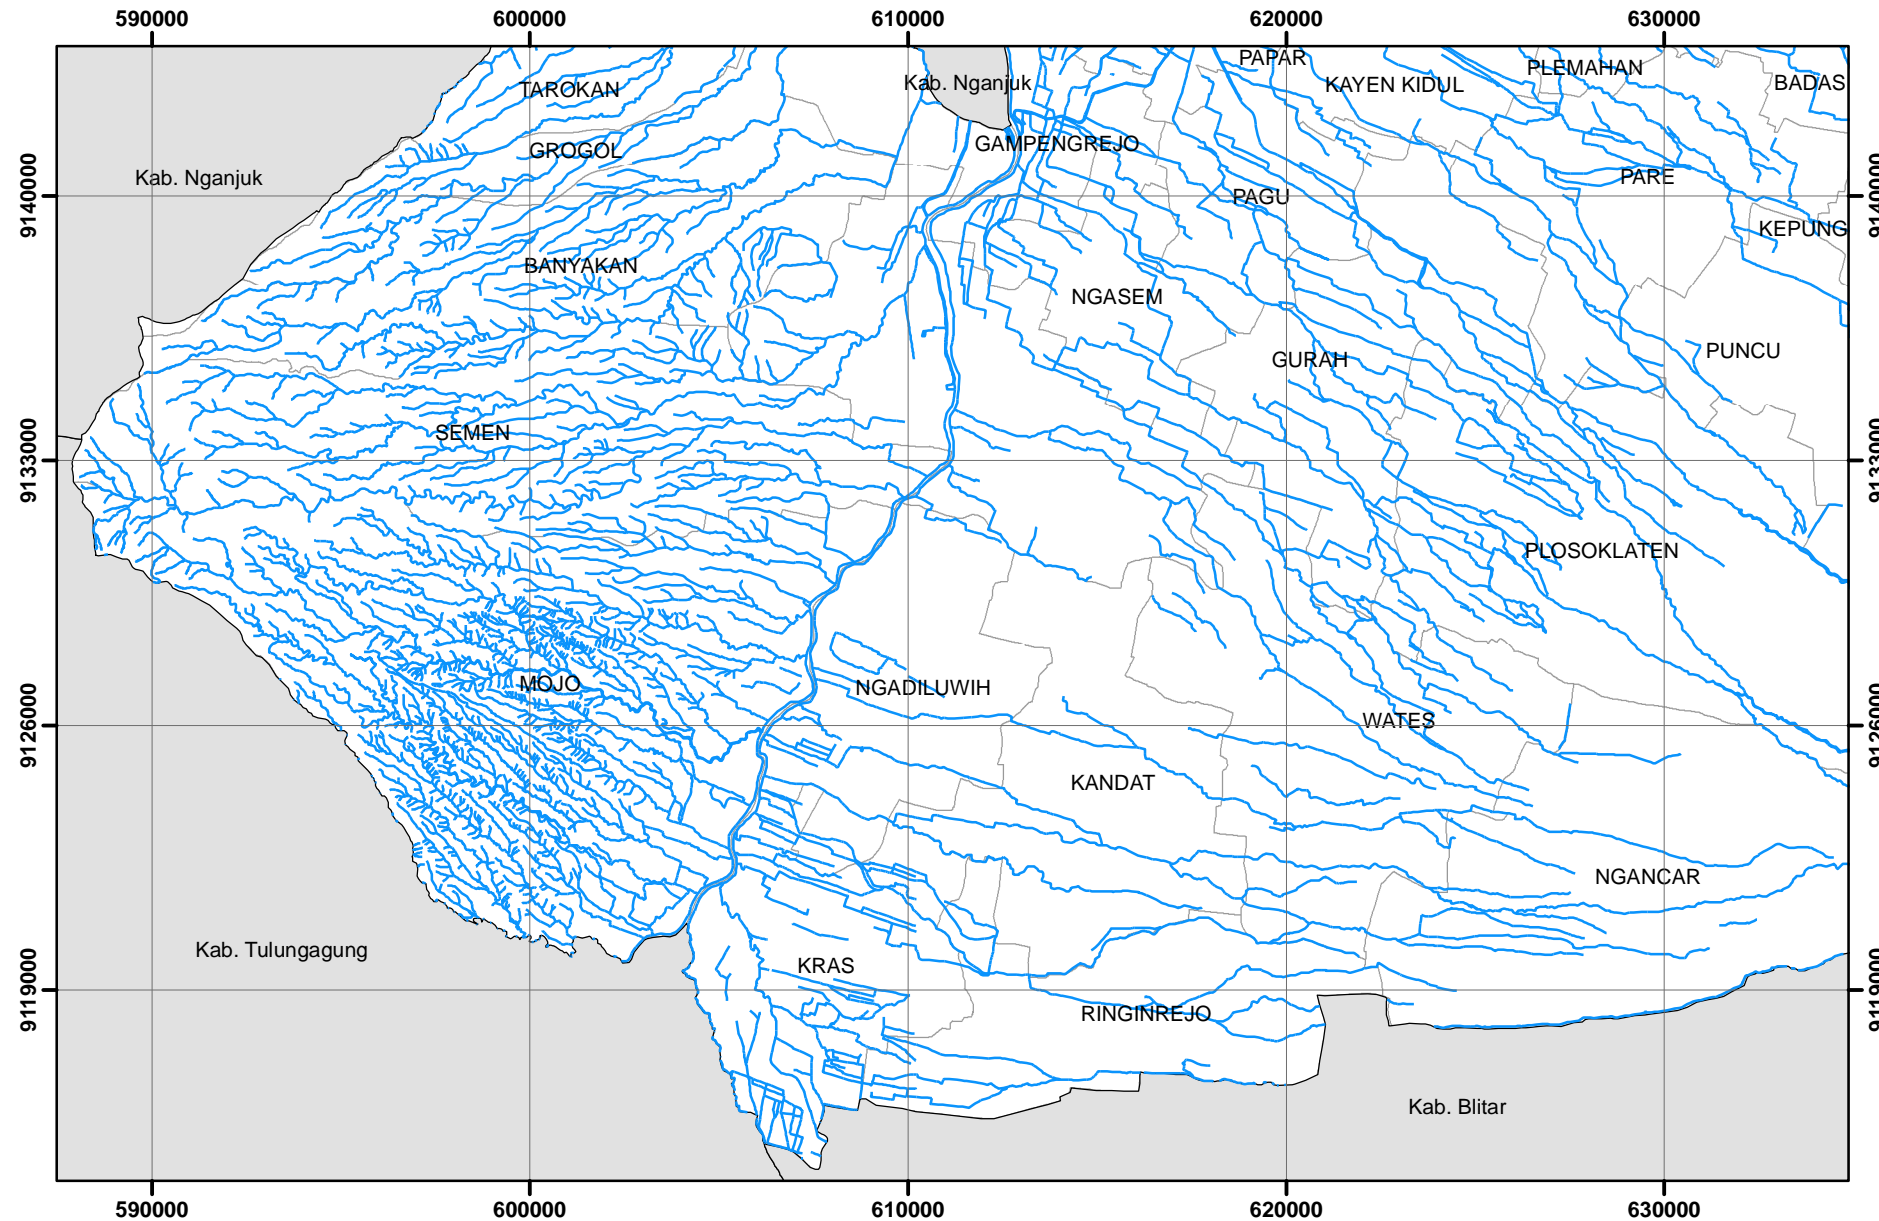 590000 600000 610000 620000 630000
PAPAR
PLEMAHAN
Kab. Nganjuk
KAYEN KIDUL
BADAS
TAROKAN
GAMPENGREJO
GROGOL
Kab. Nganjuk
PARE
9140000
9140000
PAGU
KEPUNG
BANYAKAN
NGASEM
PUNCU
GURAH
SEMEN
9133000
9133000
PLOSOKLATEN
MOJO
NGADILUWIH
9126000
9126000
WATES
KANDAT
NGANCAR
Kab. Tulungagung
KRAS
9119000
9119000
RINGINREJO
Kab. Blitar
590000 600000 610000 620000 630000